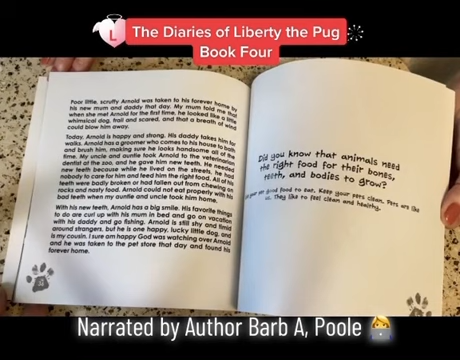 L
The Diaries of Liberty the Pug
Book Four
Poor little, scruffy Arnold was taken to his forever home by
his new mum and daddy that day. My mum told me that
when she met Arnold for the first time, he looked like a little
whimsical dog, frail and scared, and that a breath of wind
could blow him away.
Today, Arnold is happy and strong. His daddy takes him for
walks. Arnold has a groomer who comes to his house to bath
and brush him, making sure he looks handsome all of the
time. My uncle and auntie took Arnold to the veterinarian
dentist at the zoo, and he gave him new teeth. He needed
new teeth because while he lived on the streets, he had
nobody to care for him and feed him the right food. All of his
teeth were badly broken or had fallen out from chewing on
rocks and nasty food. Arnold could not eat properly with his
bad teeth when my auntie and uncle took him home.
With his new teeth, Arnold has a big smile. His favorite things
to do are curl up with his mum in bed and go on vacation
with his daddy and go fishing. Arnold is still shy and timid
around strangers, but he is one happy, lucky little dog, and
is my cousin. I sure am happy God was watching over Arnold
and he was taken to the pet store that day and found his
forever home.
Did you know that animals need
the right food for their bones,
teeth, and bodies to grow?
your pet good food to eat. Keep your pets clean. Pets are like
us. They like to feel clean and healthy.
Narrated by Author Barb A, Poole